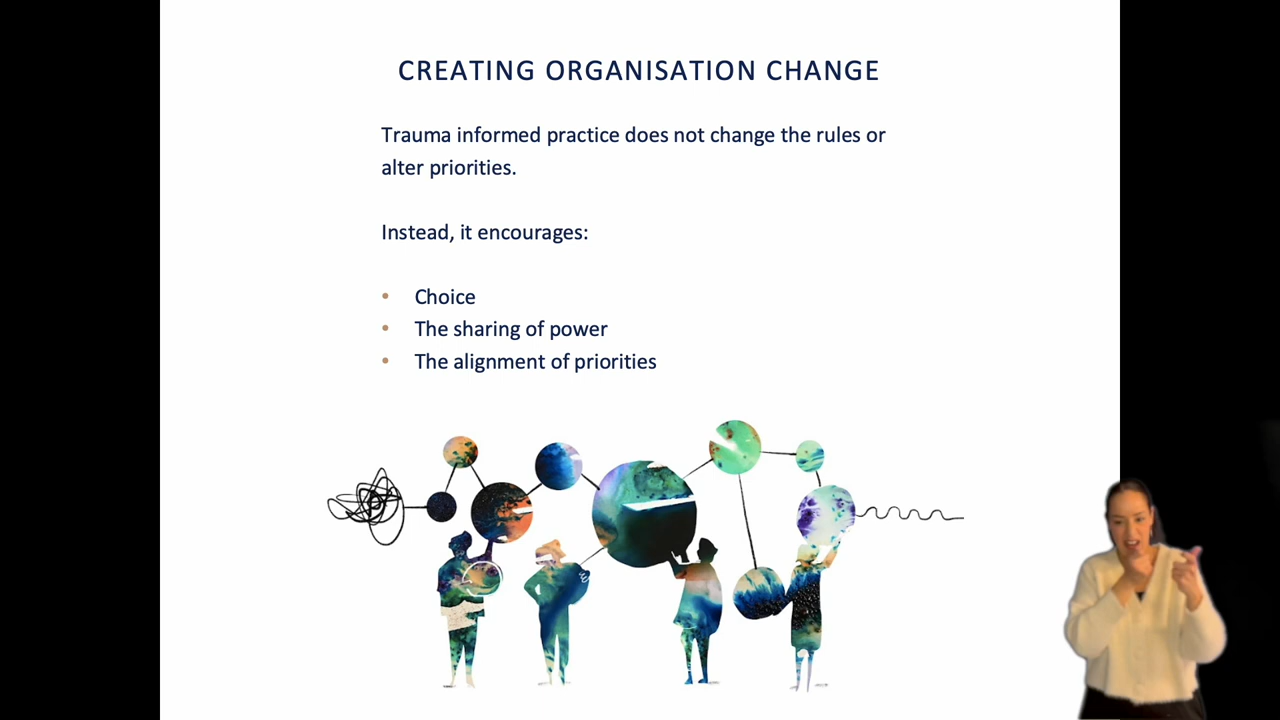 CREATING ORGANISATION CHANGE
Trauma informed practice does not change the rules or
alter priorities.
Instead, it encourages:
• Choice
• The sharing of power
• The alignment of priorities